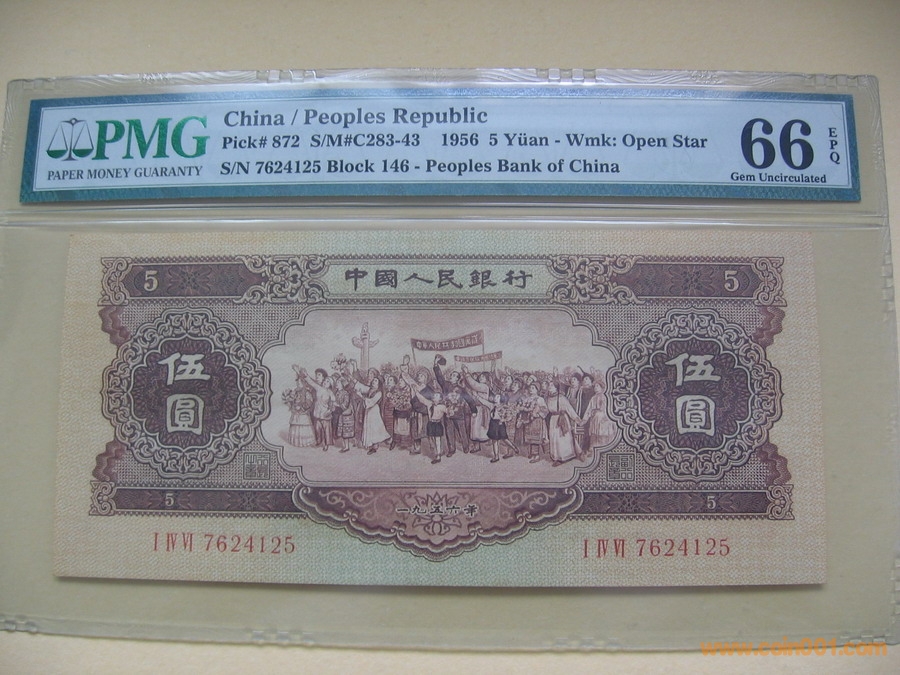 PMG
PAPER MONEY GUARANTY
China / Peoples Republic
Pick# 872 S/M#C283-43 1956 5 Yüan - Wmk: Open Star
S/N 7624125 Block 146 - Peoples Bank of China
66
EPQ
Gem Uncirculated
5
中國人民銀行
5
伍圓
伍圓
5
一九五六年
5
I IV VI 7624125
I IV VI 7624125
www.coin001.com